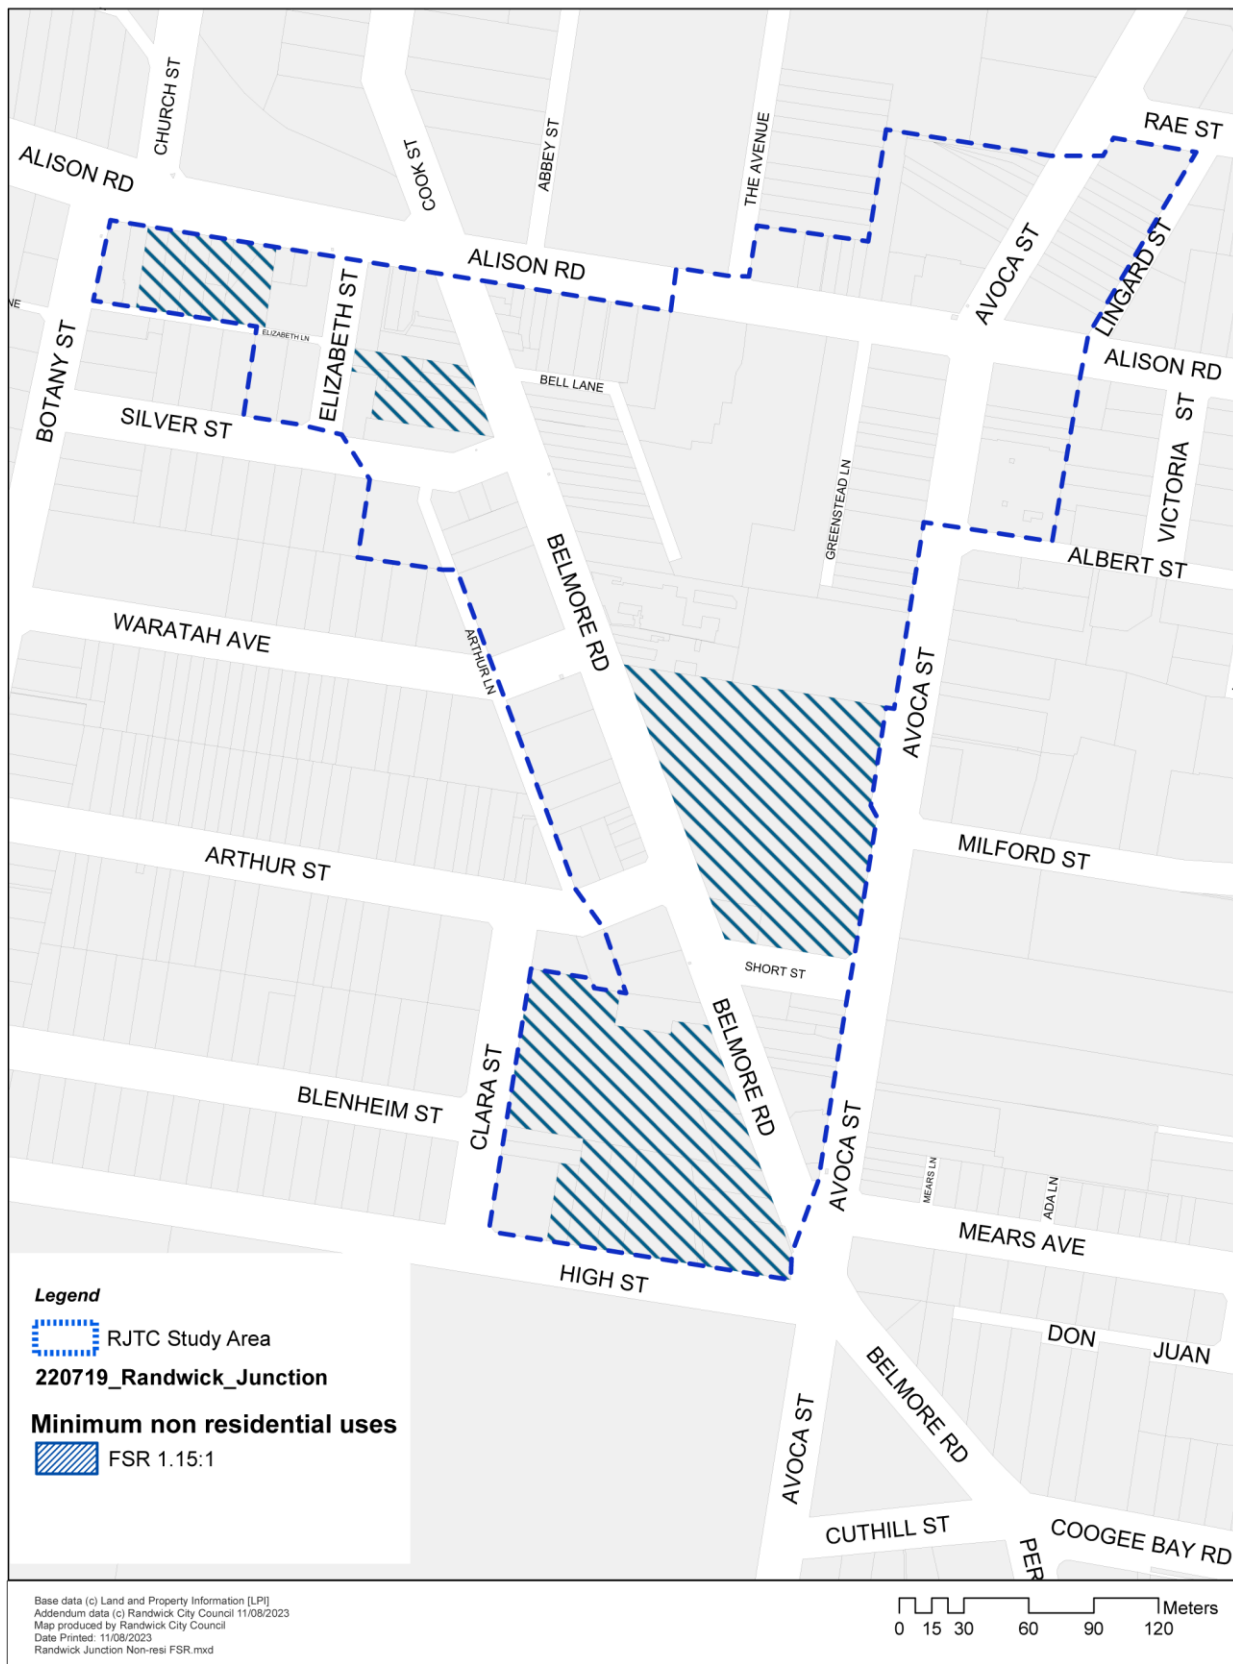 CHURCH ST
COOK ST
ABBEY ST
THE AVENUE
RAE ST
ALISON RD
AVOCA ST
LINGARD ST
ALISON RD
ALISON RD
ELIZABETH ST
NE
ELIZABETH LN
BOTANY ST
BELL LANE
SILVER ST
VICTORIA ST
GREENSTEAD LN
ALBERT ST
BELMORE RD
WARATAH AVE
ARTHUR LN
AVOCA ST
ARTHUR ST
MILFORD ST
SHORT ST
BELMORE RD
CLARA ST
BLENHEIM ST
AVOCA ST
MEARS LN
ADA LN
MEARS AVE
HIGH ST
DON JUAN
BELMORE RD
AVOCA ST
CUTHILL ST
PER
COOGEE BAY RD
Legend
RJTC Study Area
220719_Randwick_Junction
Minimum non residential uses
FSR 1.15:1
Base data (c) Land and Property Information [LPI]
Addendum data (c) Randwick City Council 11/08/2023
Map produced by Randwick City Council
Date Printed: 11/08/2023
Randwick Junction Non-resi FSR.mxd
Meters
0 15 30 60 90 120